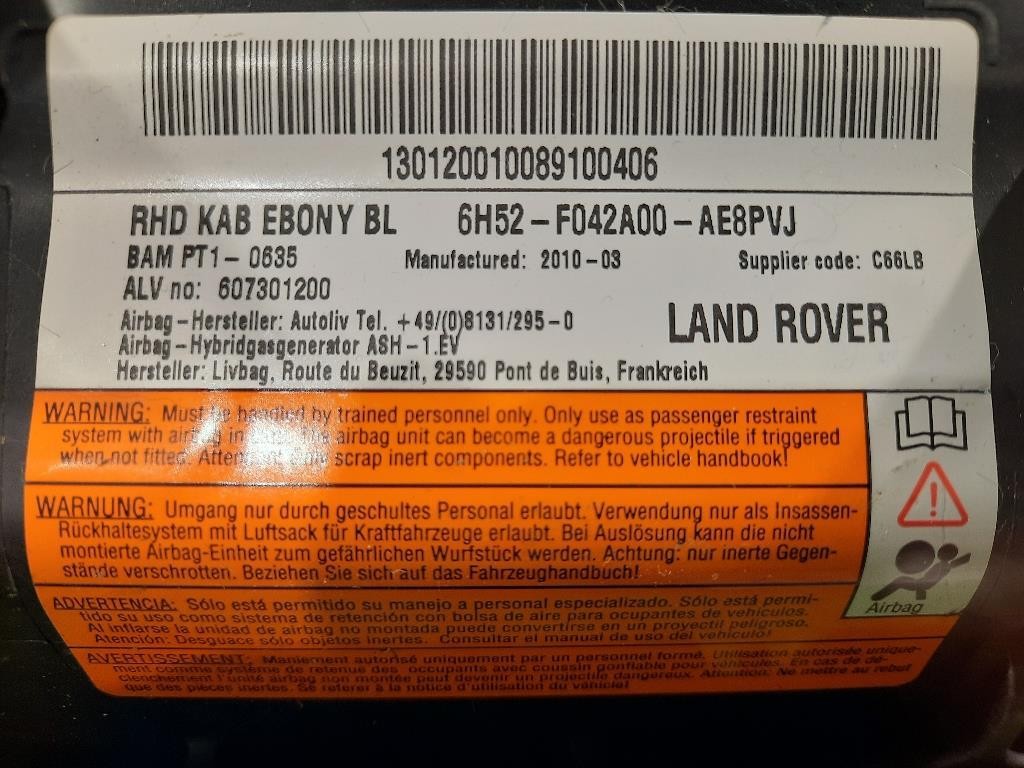 130120010089100406
RHD KAB EBONY BL 6H52-F042A00-AE8PVJ
BAM PT1-0635 Manufactured: 2010-03 Supplier code: C66LB
ALV no: 607301200
Airbag-Hersteller: Autoliv Tel. +49/(0)8131/295-0
LAND ROVER
Airbag-Hybridgasgenerator ASH-1.EV
Hersteller: Livbag, Route du Beuzit, 29590 Pont de Buis, Frankreich
WARNING: Must be handled by trained personnel only. Only use as passenger restraint
system with airbag in airbag unit can become a dangerous projectile if triggered
when not fitted. scrap inert components. Refer to vehicle handbook!
WARNUNG: Umgang nur durch geschultes Personal erlaubt. Verwendung nur als Insassen-
Rückhaltesystem mit Luftsack für Kraftfahrzeuge erlaubt. Bei Auslösung kann die nicht
montierte Airbag-Einheit zum gefährlichen Wurfstück werden. Achtung: nur inerte Gegen-
stände verschrotten. Beziehen Sie sich auf das Fahrzeughandbuch!
Airbag
ADVERTENCIA: Sólo está permitido su manejo a personal especializado. Sólo está permi-
tido su uso como sistema de retención con bolsa de aire para ocupantes de vehículos.
Al inflarse la unidad de airbag no montada puede convertirse en un proyectil peligroso.
Atención: Desguace sólo objetos inertes. Consultar el manual de uso del vehículo!
AVERTISSEMENT: Maniement autorisé uniquement par un personnel formé. Utilisation autorisée unique-
ment comme système de retenue des occupants avec coussin gonflable pour véhicules. En cas de dé-
clenchement l'unité airbag non montée peut devenir un projectile dangereux. Attention: Ne mettre au rebut
que des pièces inertes. Se référer à la notice d'utilisation du véhicule!